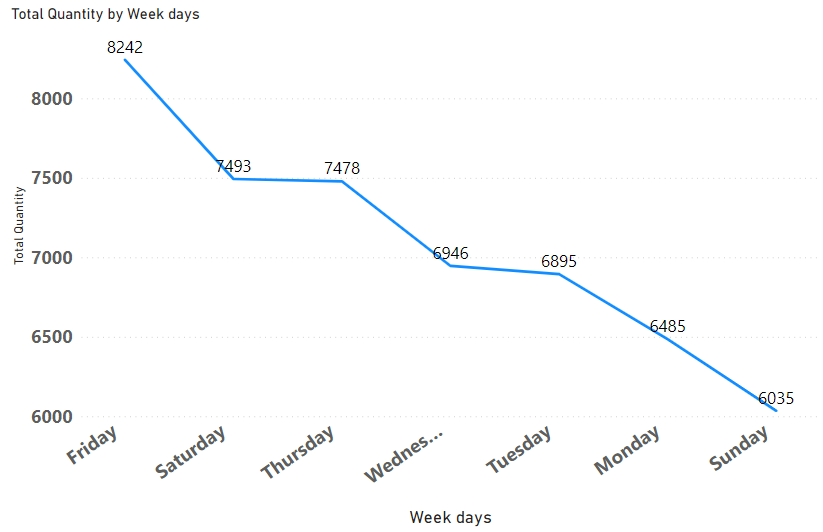 Total Quantity by Week days
8242
8000
7493
7478
7500
6946
6895
7000
6485
6500
6035
6000
Total Quantity
Friday
Saturday
Thursday
Wednes...
Tuesday
Monday
Sunday
Week days